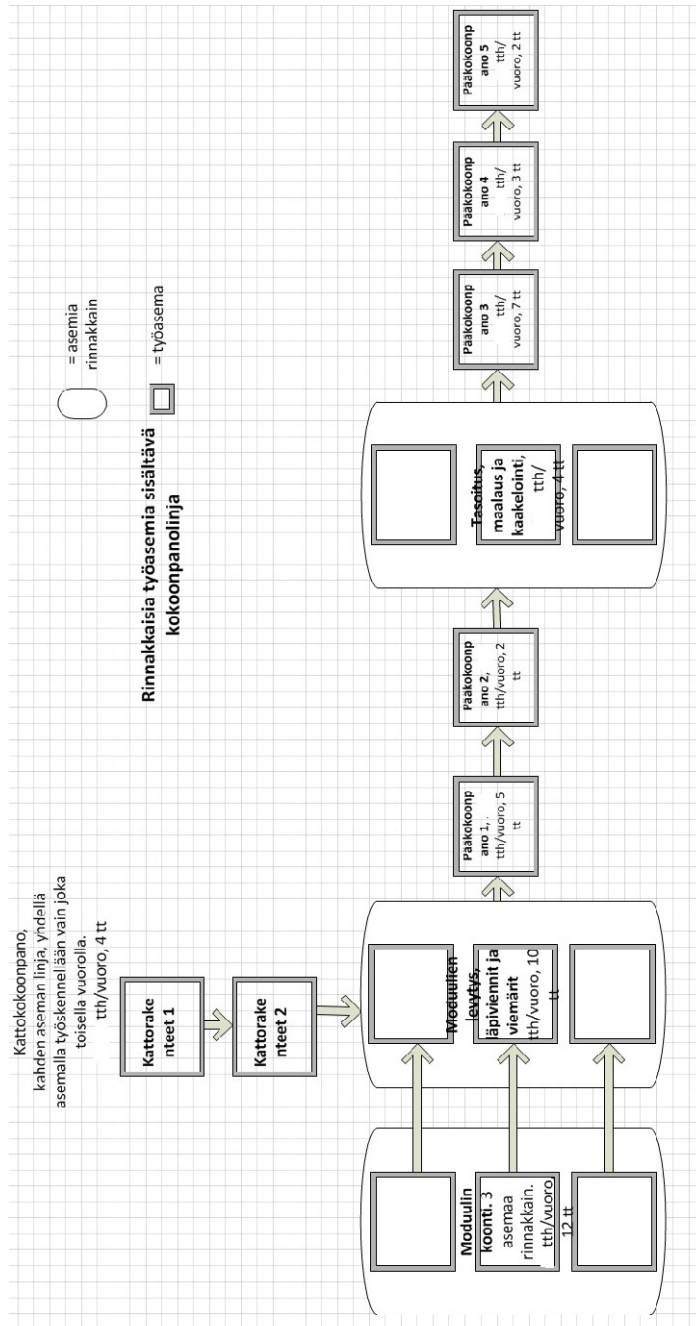 Kattokokoonpano,
kahden aseman linja, yhdellä
asemalla työskennellään vain joka
toisella vuorolla.
tth/vuoro, 4 tt
Kattorake
nteet 1
Kattorake
nteet 2
= asemia
rinnakkain
= työasema
Rinnakkaisia työasemia sisältävä
kokoonpanolinja
Moduulin
koonti. 3
asemaa
rinnakkain.
tth/vuoro,
12 tt
Moduulien
levytys,
läpiviennit ja
viemärit
tth/vuoro, 10
tt
Pääkokoonp
ano 1, .
tth/vuoro, 5
tt
Pääkokoonp
ano 2,
tth/vuoro, 2
tt
Tasoitus,
maalaus ja
kaakelointi,
tth/
vuoro, 4 tt
Pääkokoonp
ano 3
tth/
vuoro, 7 tt
Pääkokoonp
ano 4
tth/
vuoro, 3 tt
Pääkokoonp
ano 5
tth/
vuoro, 2 tt